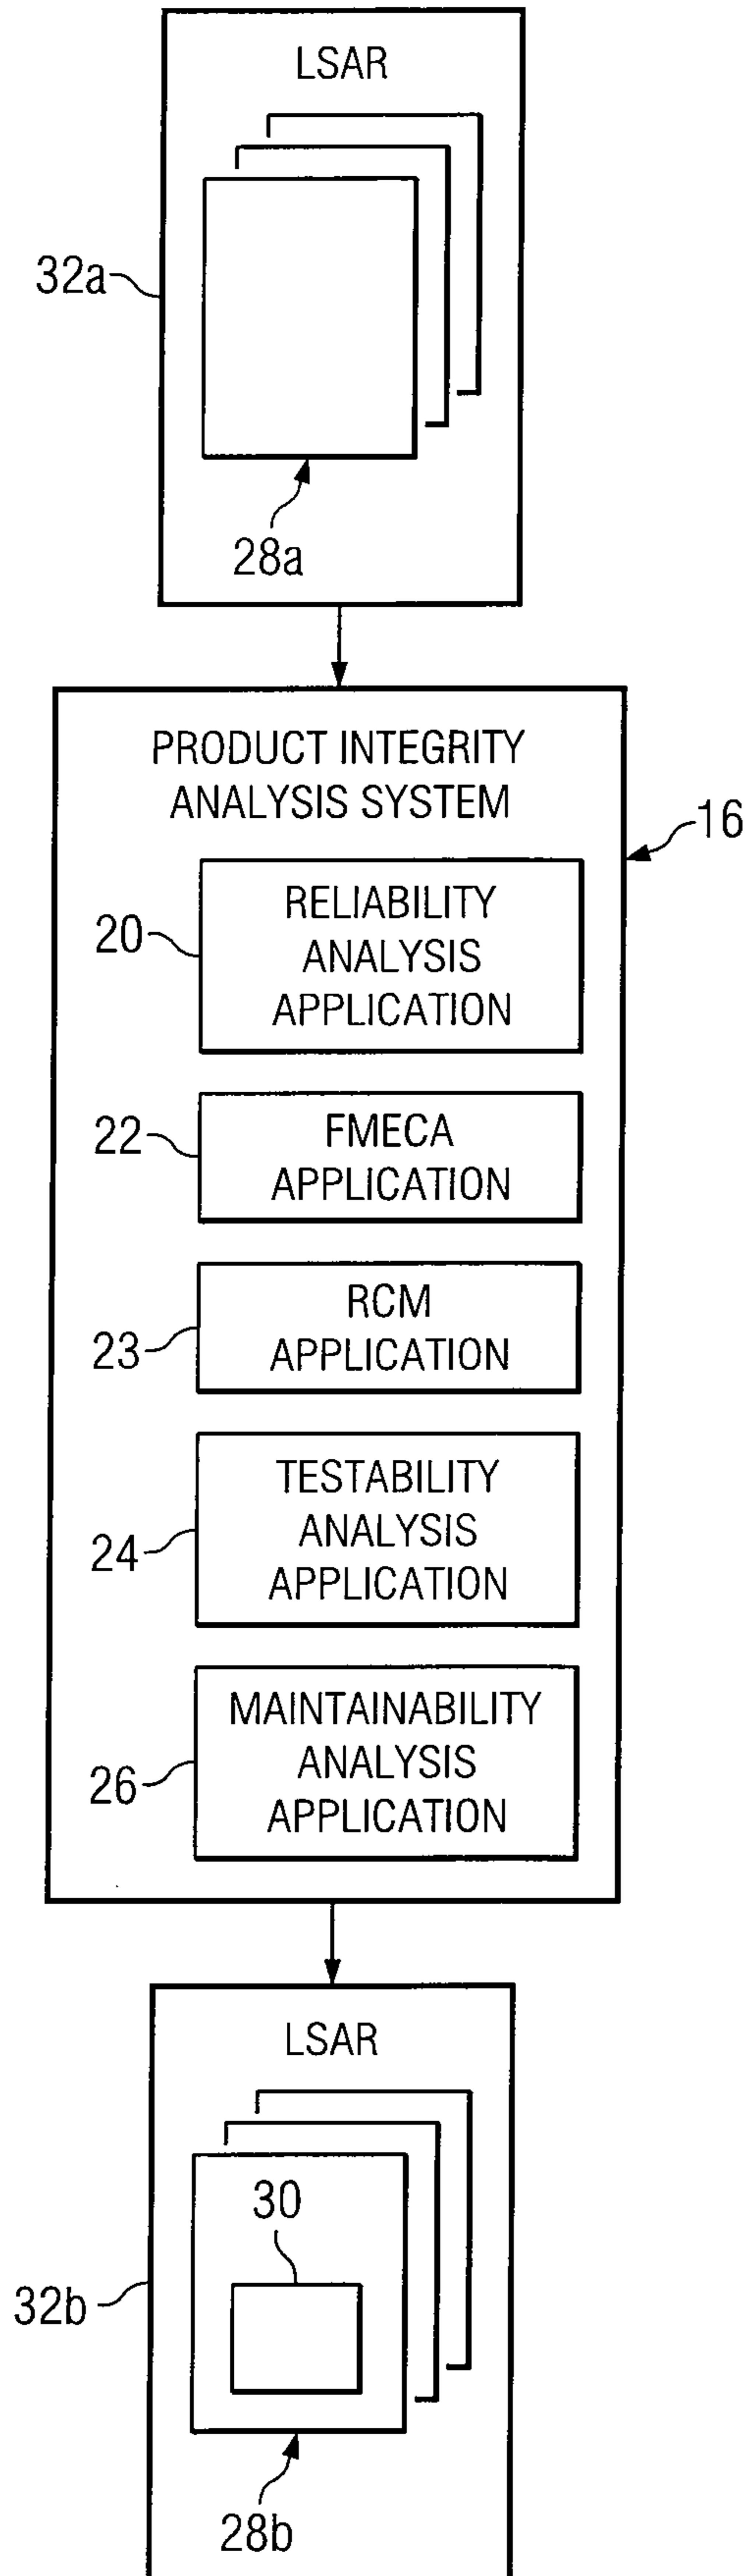 LSAR
32a
28a
PRODUCT INTEGRITY
ANALYSIS SYSTEM
16
RELIABILITY
ANALYSIS
APPLICATION
20
FMECA
APPLICATION
22
RCM
APPLICATION
23
TESTABILITY
ANALYSIS
APPLICATION
24
MAINTAINABILITY
ANALYSIS
APPLICATION
26
LSAR
30
32b
28b